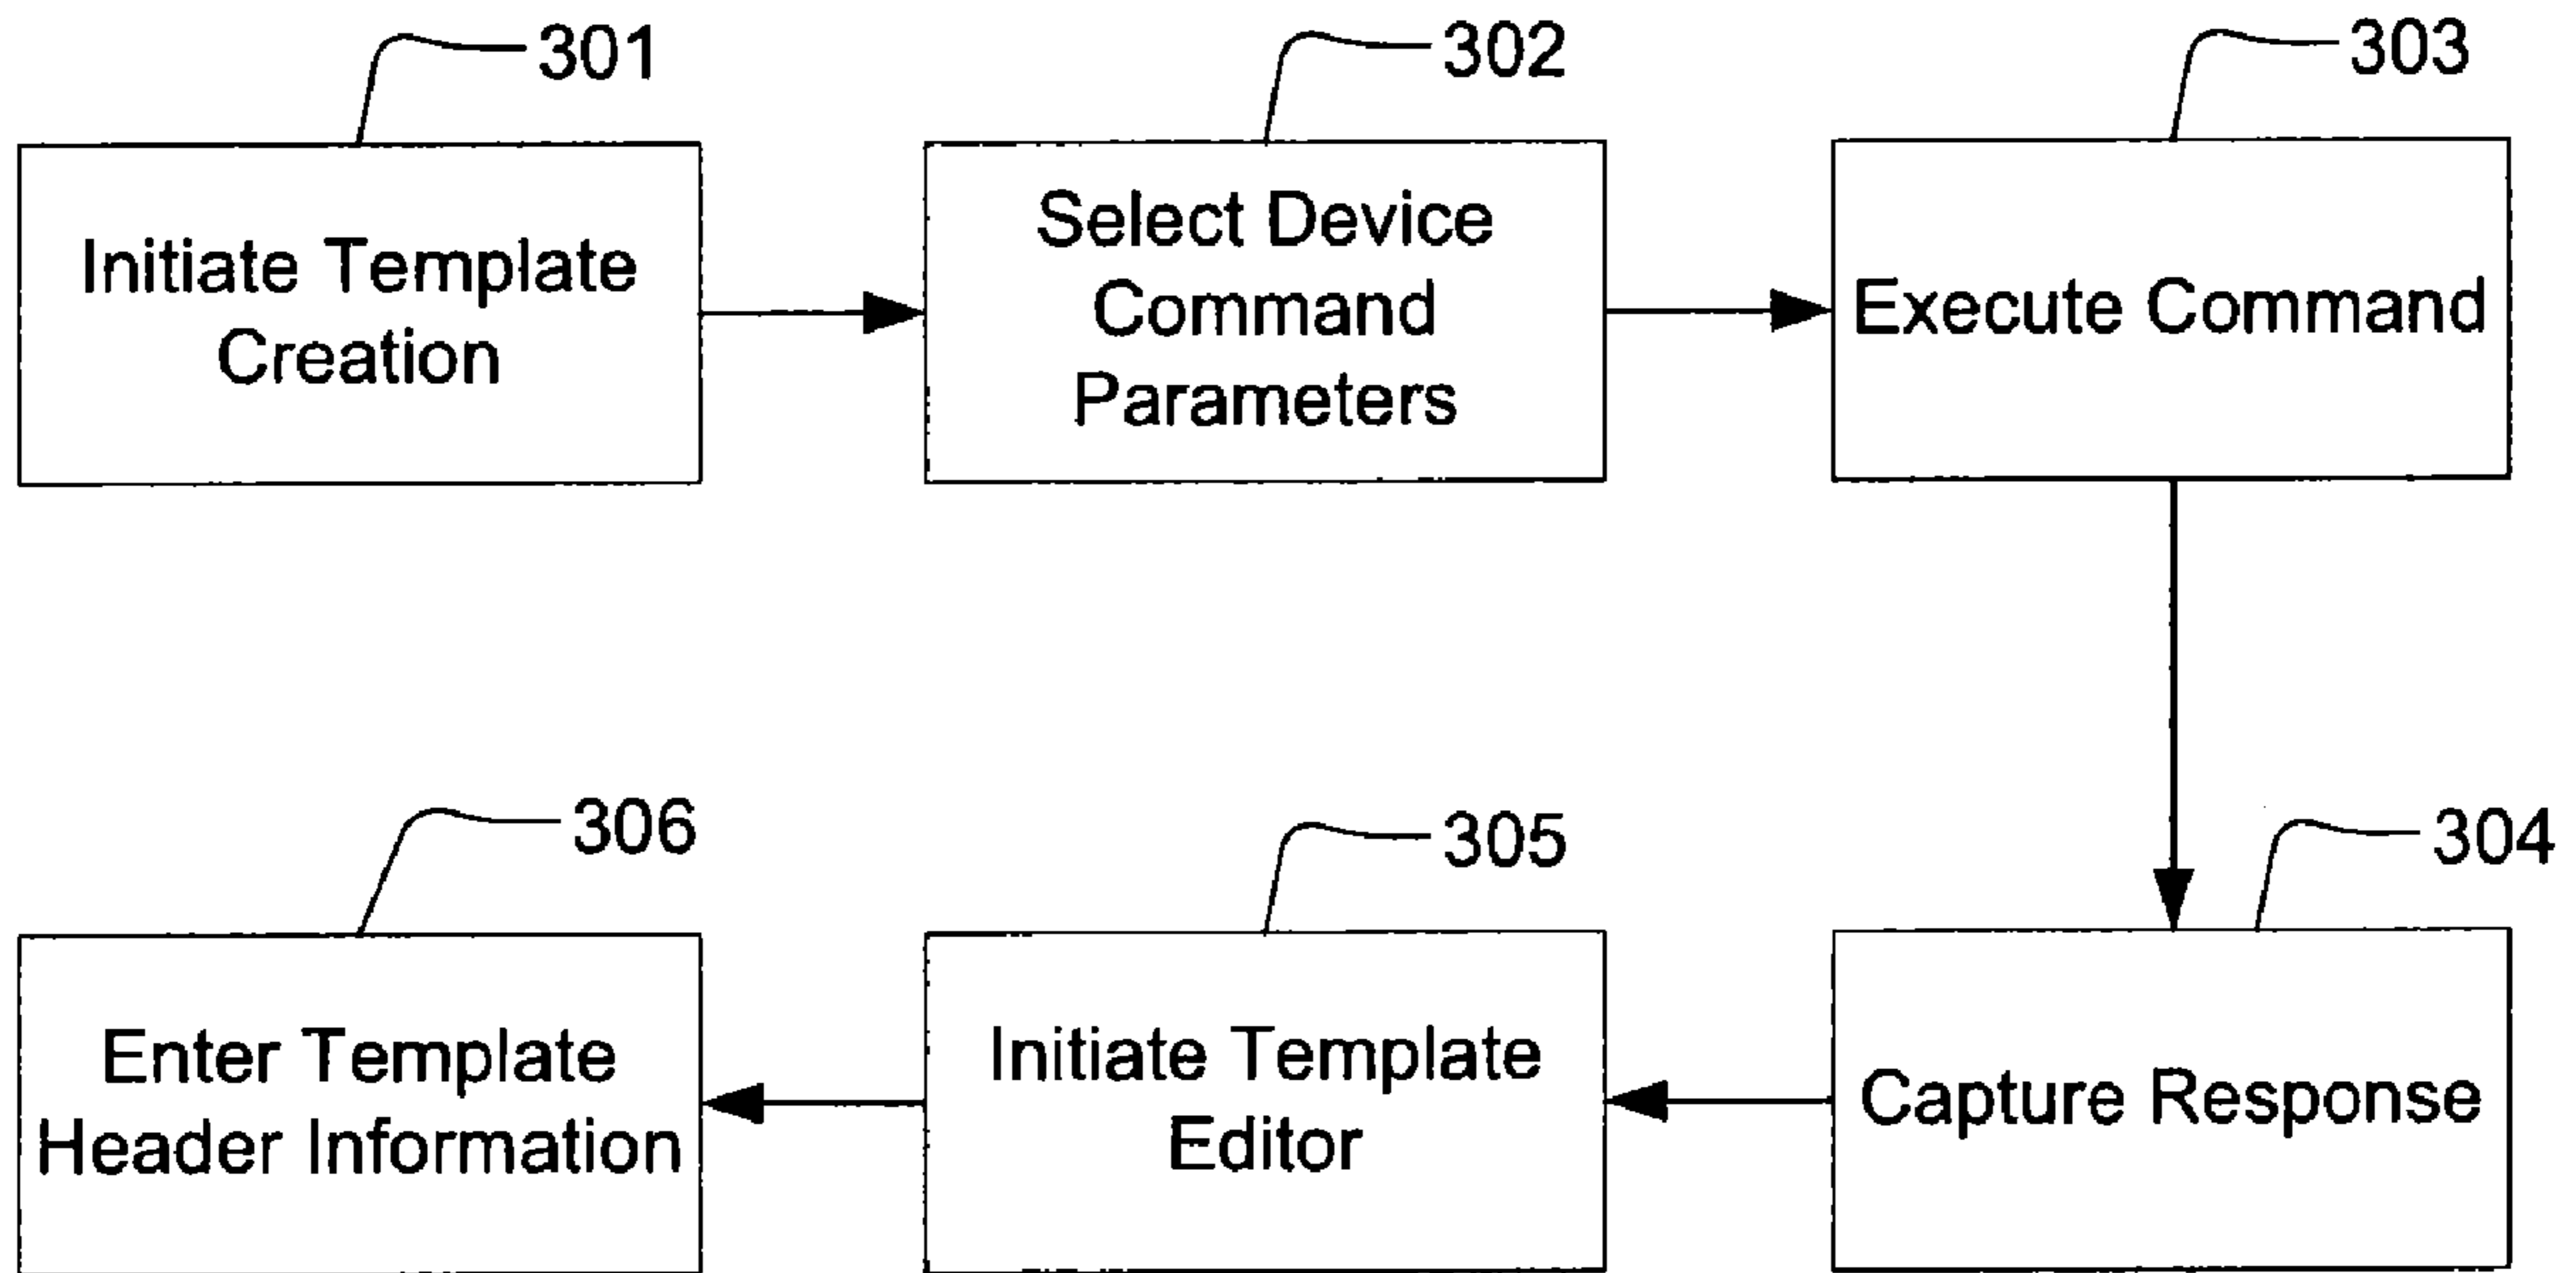 301
Initiate Template
Creation
302
Select Device
Command
Parameters
303
Execute Command
304
Capture Response
305
Initiate Template
Editor
306
Enter Template
Header Information